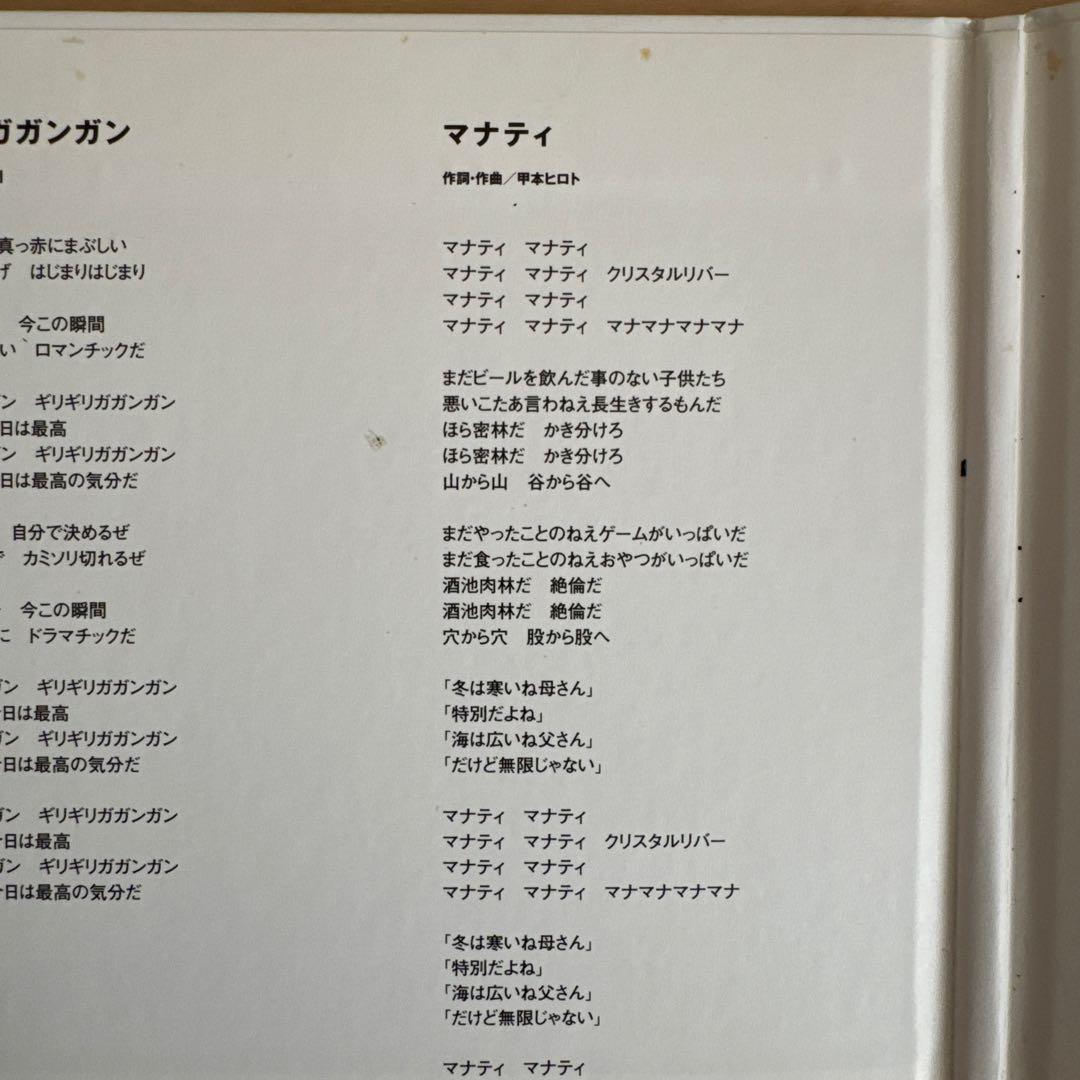 ガガンガン
真っ赤にまぶしい
げ　はじまりはじまり
今この瞬間
い｀ロマンチックだ
ン　ギリギリガガンガン
日は最高
ン　ギリギリガガンガン
日は最高の気分だ
自分で決めるぜ
で　カミソリ切れるぜ
今この瞬間
に　ドラマチックだ
ン　ギリギリガガンガン
日は最高
ン　ギリギリガガンガン
日は最高の気分だ
ン　ギリギリガガンガン
日は最高
ン　ギリギリガガンガン
日は最高の気分だ
マナティ
作詞・作曲／甲本ヒロト
マナティ　マナティ
マナティ　マナティ　クリスタルリバー
マナティ　マナティ
マナティ　マナティ　マナマナマナマナ
まだビールを飲んだ事のない子供たち
悪いこたあ言わねえ長生きするもんだ
ほら密林だ　かき分けろ
ほら密林だ　かき分けろ
山から山　谷から谷へ
まだやったことのねえゲームがいっぱいだ
まだ食ったことのねえおやつがいっぱいだ
酒池肉林だ　絶倫だ
酒池肉林だ　絶倫だ
穴から穴　股から股へ
「冬は寒いね母さん」
「特別だよね」
「海は広いね父さん」
「だけど無限じゃない」
マナティ　マナティ
マナティ　マナティ　クリスタルリバー
マナティ　マナティ
マナティ　マナティ　マナマナマナマナ
「冬は寒いね母さん」
「特別だよね」
「海は広いね父さん」
「だけど無限じゃない」
マナティ　マナティ